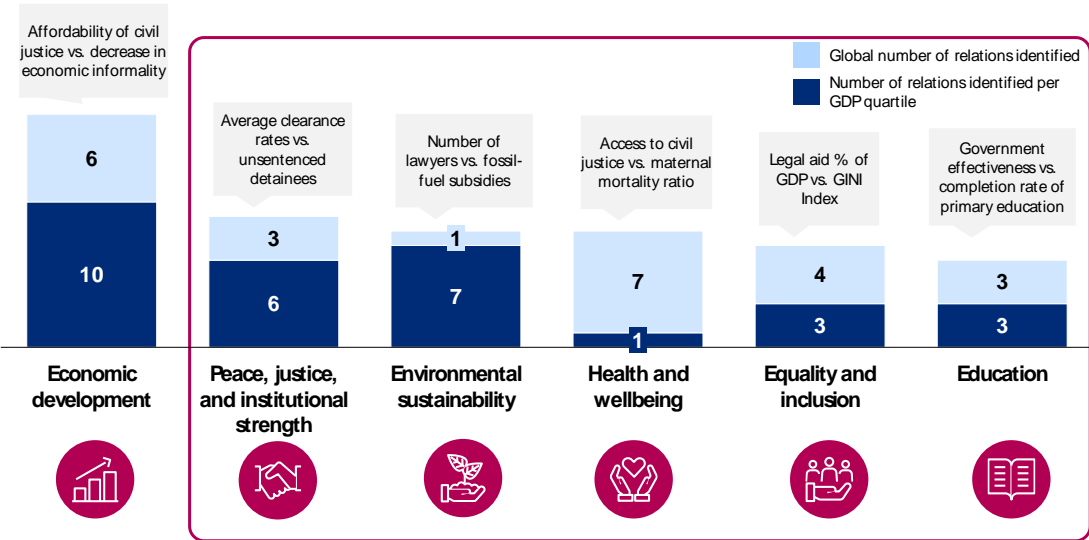 Affordability of civil
justice vs. decrease in
economic informality
Global number of relations identified
Number of relations identified per
GDP quartile
Average clearance
rates vs.
unsentenced
detainees
Number of
lawyers vs. fossil-
fuel subsidies
Access to civil
justice vs. maternal
mortality ratio
Legal aid % of
GDP vs. GINI
Index
Government
effectiveness vs.
completion rate of
primary education
6
10
3
6
1
7
7
1
4
3
3
3
Economic
development
Peace, justice,
and institutional
strength
Environmental
sustainability
Health and
wellbeing
Equality and
inclusion
Education